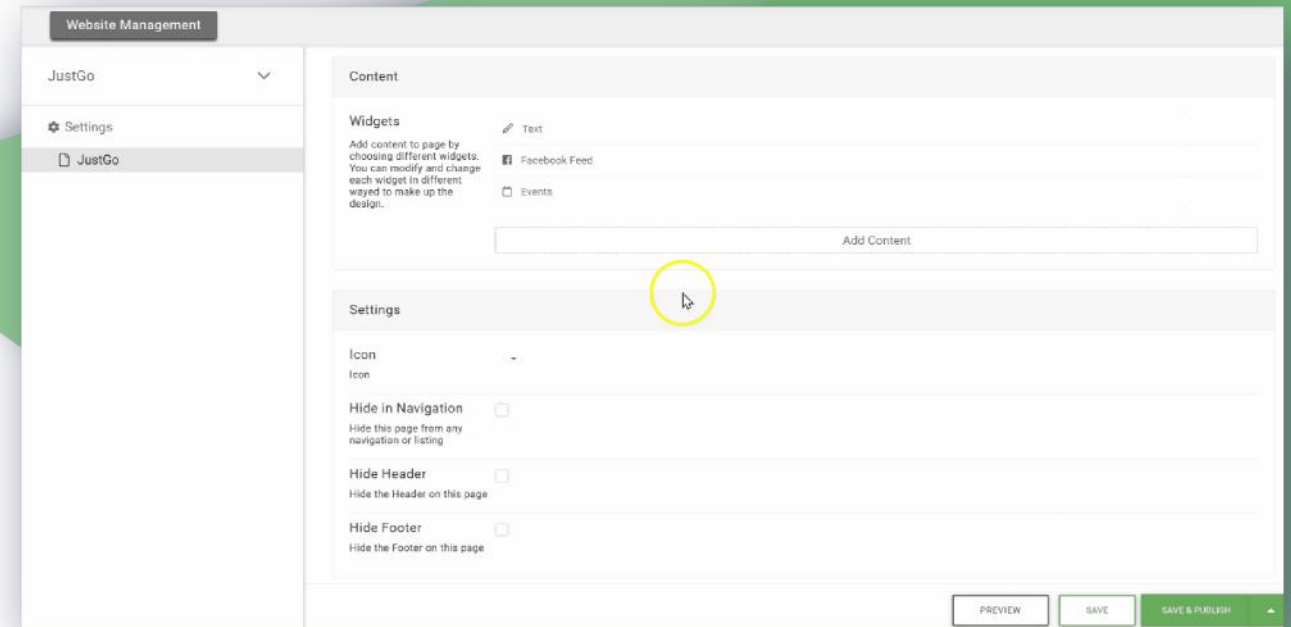 Website Management
JustGo
Settings
JustGo
Content
Widgets
Add content to page by
choosing different widgets.
You can modify and change
each widget in different
wayed to make up the
design.
Text
Facebook Feed
Events
Add Content
Settings
Icon
Icon
Hide in Navigation
Hide this page from any
navigation or listing
Hide Header
Hide the Header on this page
Hide Footer
Hide the Footer on this page
PREVIEW
SAVE
SAVE & PUBLISH